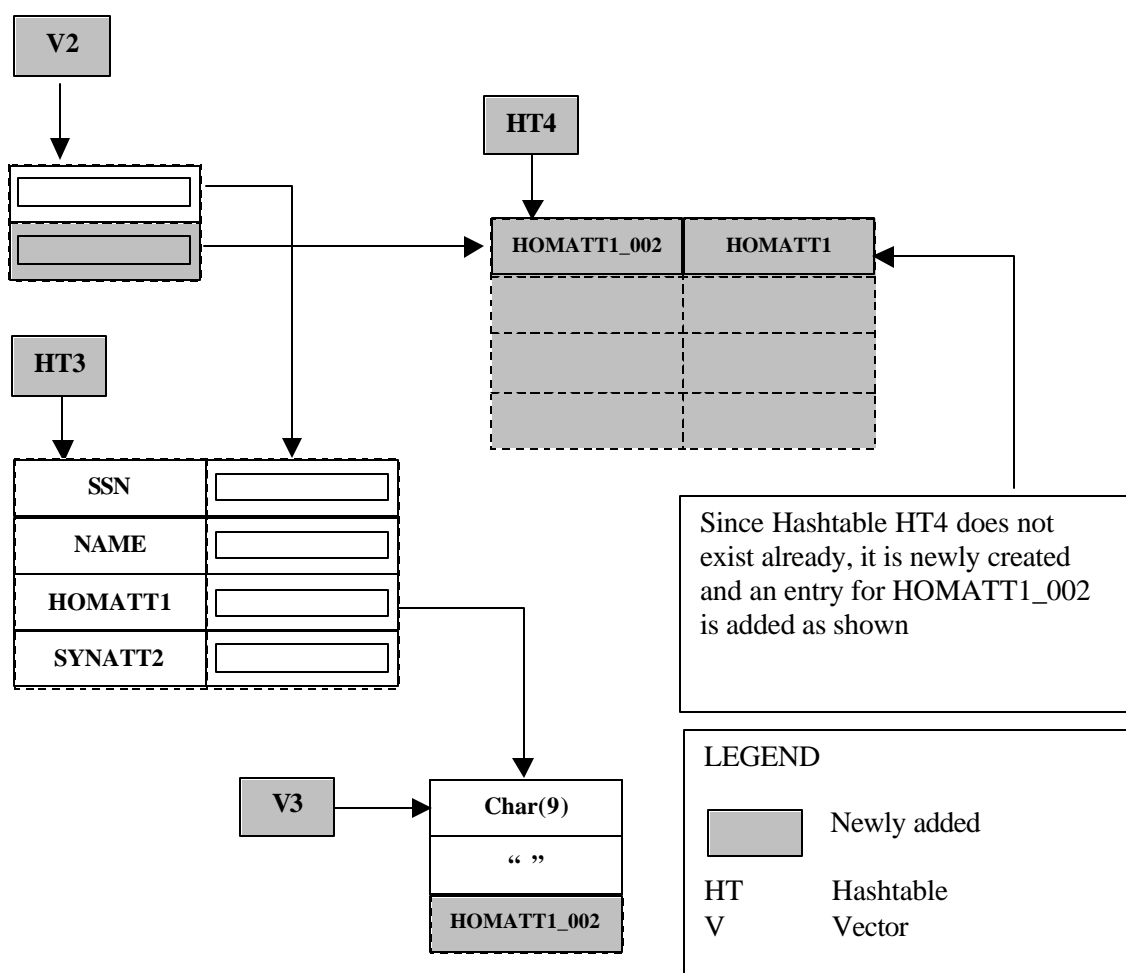 V2
HT4
HOMATT1_002 HOMATT1
HT3
SSN
NAME
HOMATT1
SYNATT2
Since Hashtable HT4 does not
exist already, it is newly created
and an entry for HOMATT1_002
is added as shown
V3
Char(9)
“ ”
HOMATT1_002
LEGEND
Newly added
HT Hashtable
V Vector